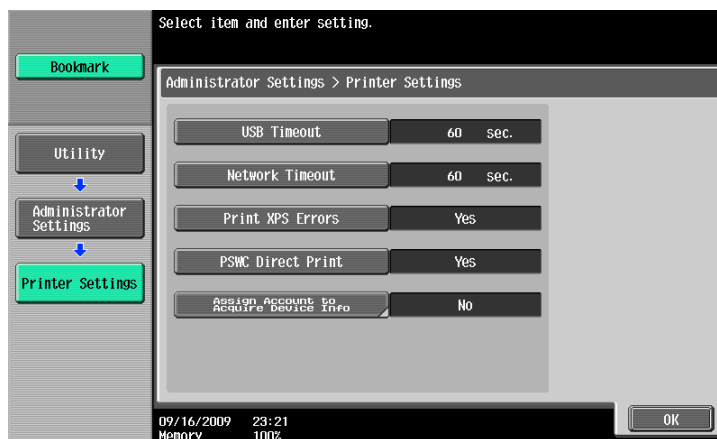 Select item and enter setting.
Bookmark
Administrator Settings > Printer Settings
Utility
Administrator
Settings
Printer Settings
USB Timeout 60 sec.
Network Timeout 60 sec.
Print XPS Errors Yes
PSWC Direct Print Yes
Assign Account to
Acquire Device Info No
09/16/2009 23:21
Memory 100%
OK